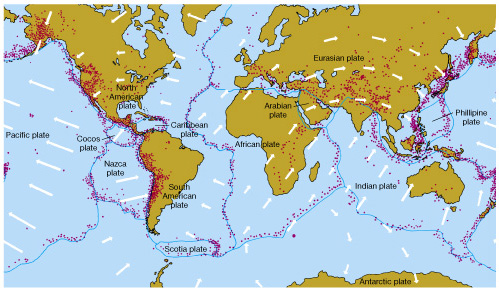 Eurasian plate
North
American
plate
Arabian
plate
Phillipine
plate
Caribbean
plate
Pacific plate
Cocos
plate
African plate
Nazca
plate
Indian plate
South
American
plate
Scotia plate
Antarctic plate